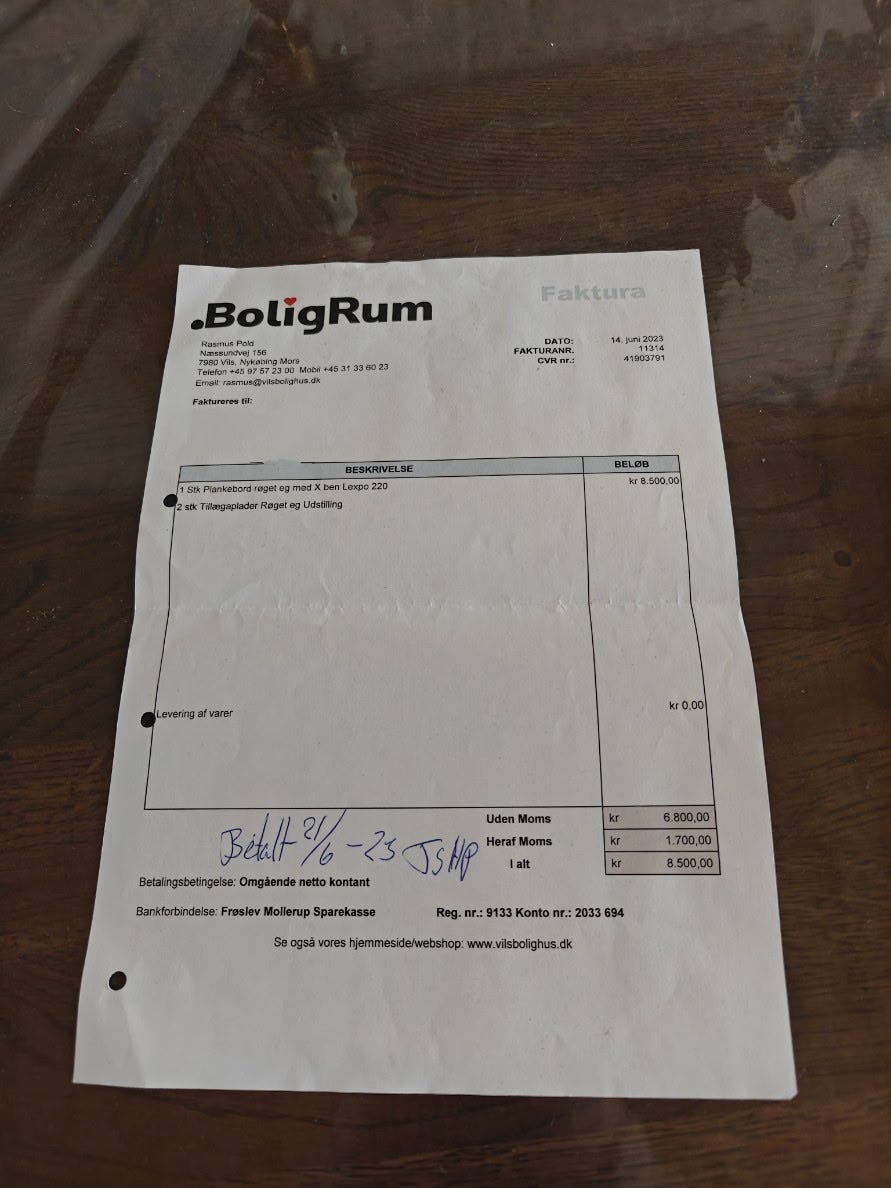 .BoligRum
Faktura
Rasmus Pold
Næssundvej 156
7980 Vils, Nykøbing Mors
Telefon +45 97 57 23 00 Mobil +45 31 33 60 23
Email: rasmus@vilsbolighus.dk
DATO: 14. juni 2023
FAKTURANR. 11314
CVR nr.: 41903791
Faktureres til:
BESKRIVELSE BELØB
1 Stk Plankebord røget eg med X ben Lexpo 220 kr 8.500,00
2 stk Tillægaplader Røget eg Udstilling
Levering af varer kr 0,00
Uden Moms kr 6.800,00
Heraf Moms kr 1.700,00
I alt kr 8.500,00
Betalt 21/6 - 23
Betalingsbetingelse: Omgående netto kontant
Bankforbindelse: Frøslev Mollerup Sparekasse Reg. nr.: 9133 Konto nr.: 2033 694
Se også vores hjemmeside/webshop: www.vilsbolighus.dk